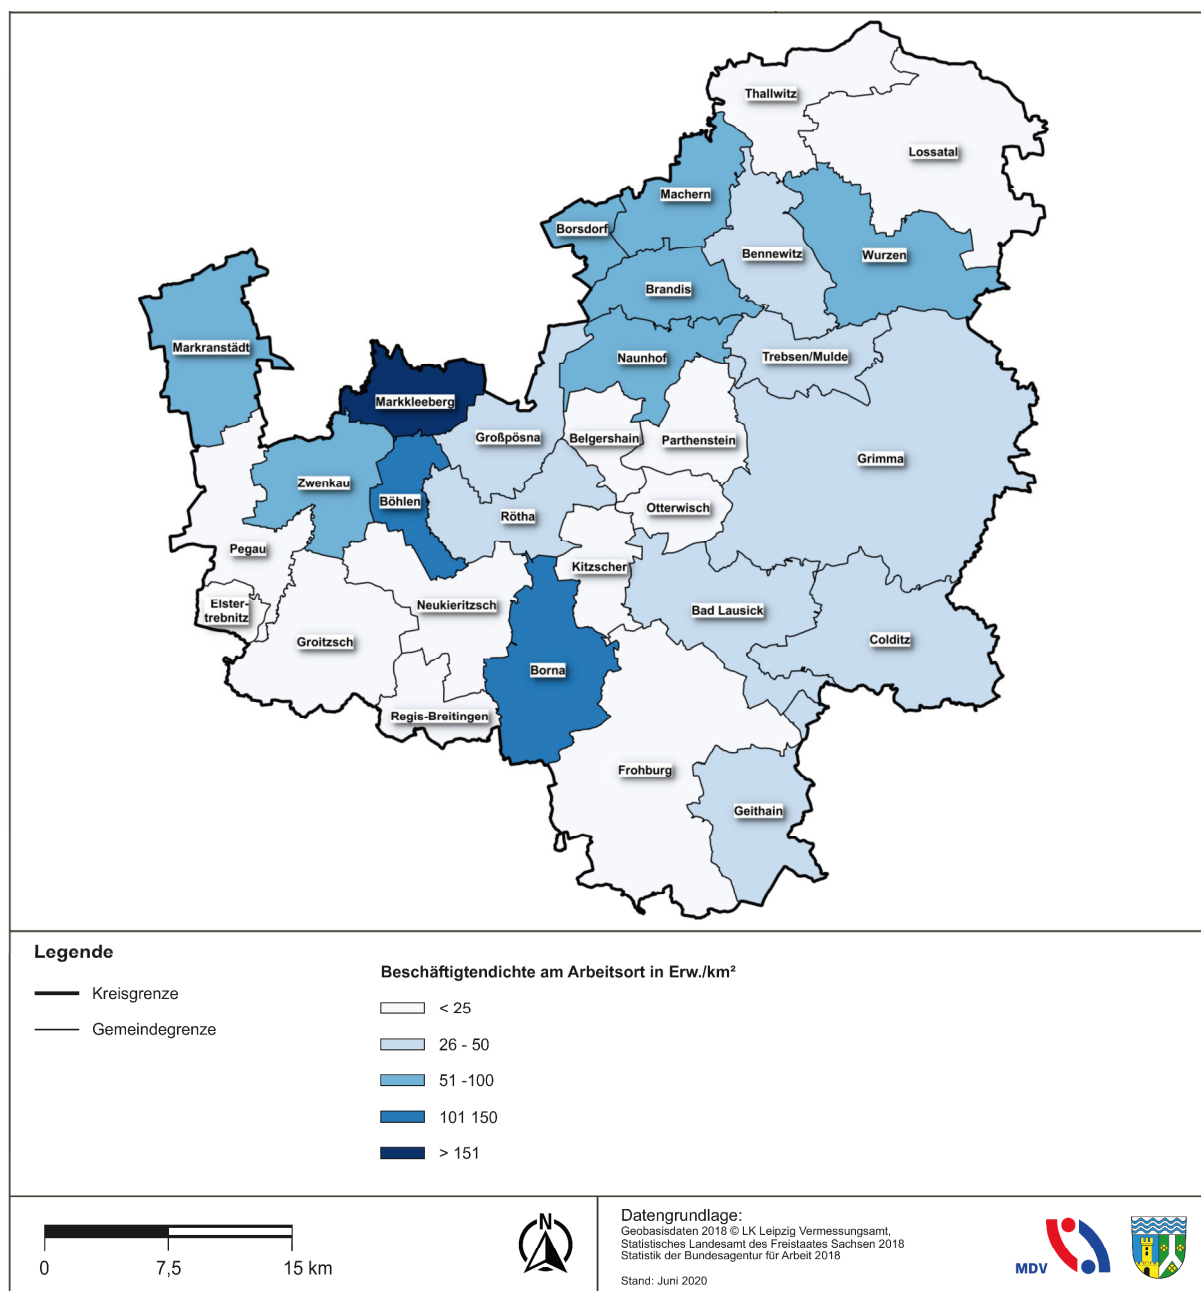 Thallwitz
Lossatal
Machern
Borsdorf
Bennewitz
Wurzen
Brandis
Markranstädt
Naunhof
Trebsen/Mulde
Markkleeberg
Großpösna
Belgershain
Parthenstein
Grimma
Zwenkau
Böhlen
Rötha
Otterwisch
Pegau
Kitzscher
Elster-
trebnitz
Neukieritzsch
Bad Lausick
Groitzsch
Colditz
Borna
Regis-Breitingen
Frohburg
Geithain
Legende
Kreisgrenze
Gemeindegrenze
Beschäftigtendichte am Arbeitsort in Erw./km²
< 25
26 - 50
51 -100
101 150
> 151
0
7,5
15 km
N
Datengrundlage:
Geobasisdaten 2018 © LK Leipzig Vermessungsamt,
Statistisches Landesamt des Freistaates Sachsen 2018
Statistik der Bundesagentur für Arbeit 2018
Stand: Juni 2020
MDV